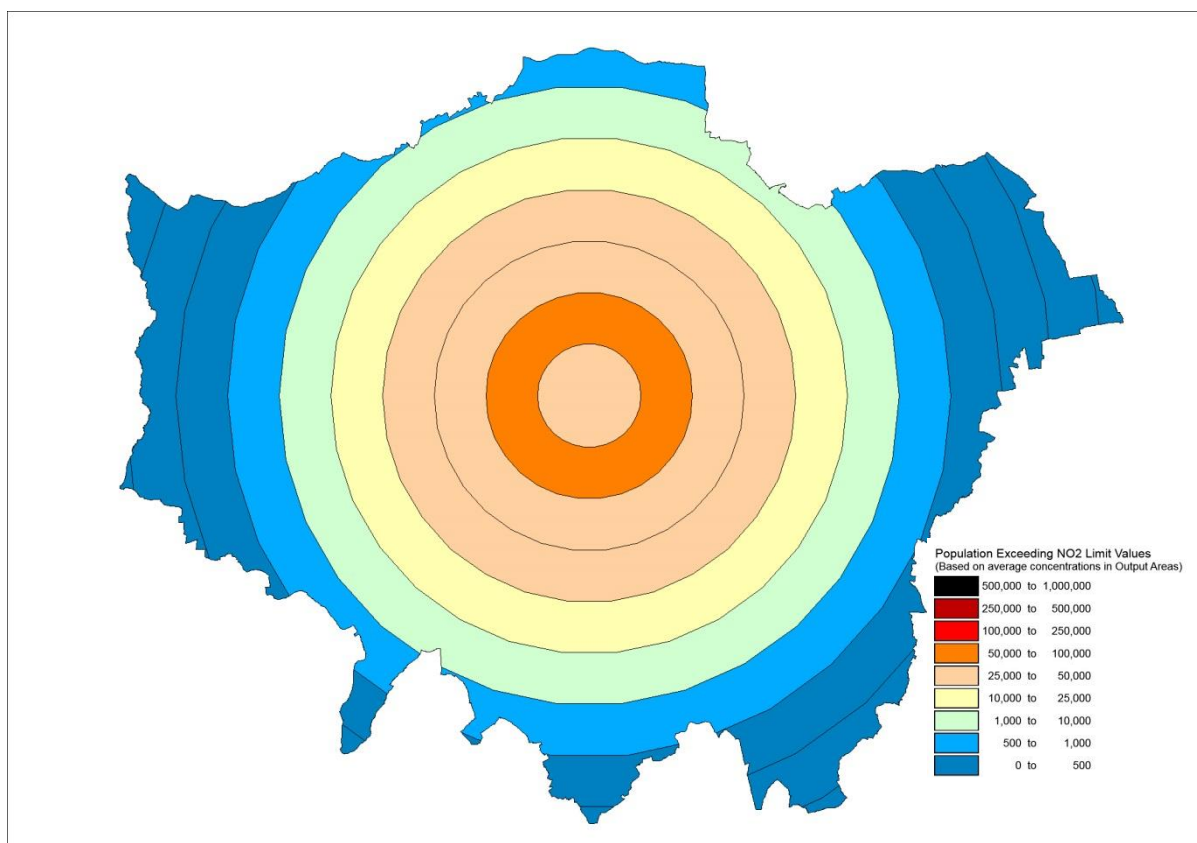 Population Exceeding NO2 Limit Values
(Based on average concentrations in Output Areas)
500,000 to 1,000,000
250,000 to 500,000
100,000 to 250,000
50,000 to 100,000
25,000 to 50,000
10,000 to 25,000
1,000 to 10,000
500 to 1,000
0 to 500